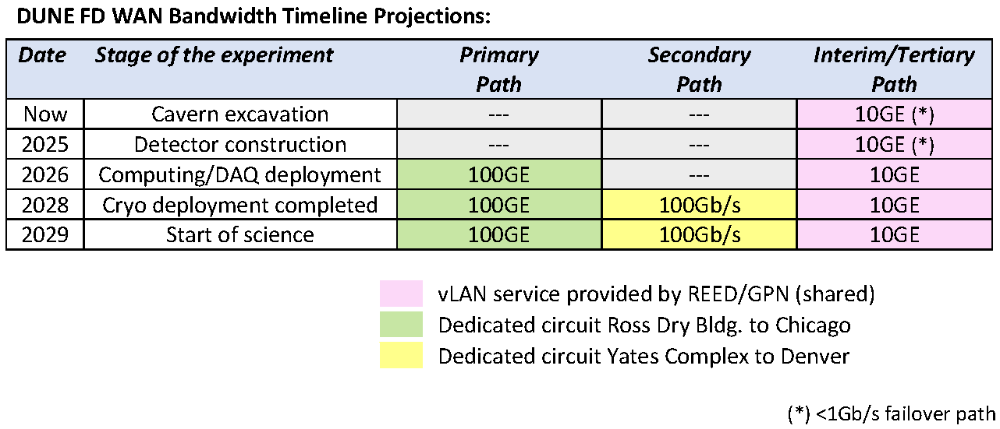 DUNE FD WAN Bandwidth Timeline Projections:
Date Stage of the experiment Primary Path Secondary Path Interim/Tertiary Path
Now Cavern excavation --- --- 10GE (*)
2025 Detector construction --- --- 10GE (*)
2026 Computing/DAQ deployment 100GE --- 10GE
2028 Cryo deployment completed 100GE 100Gb/s 10GE
2029 Start of science 100GE 100Gb/s 10GE
vLAN service provided by REED/GPN (shared)
Dedicated circuit Ross Dry Bldg. to Chicago
Dedicated circuit Yates Complex to Denver
(*) <1Gb/s failover path